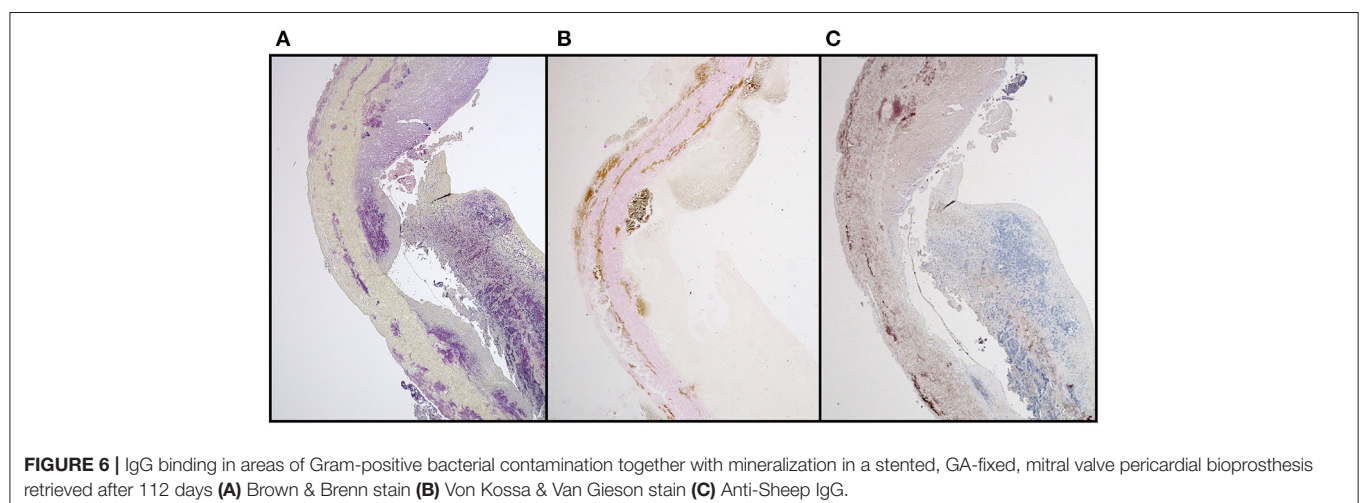 A
B
C
FIGURE 6 | IgG binding in areas of Gram-positive bacterial contamination together with mineralization in a stented, GA-fixed, mitral valve pericardial bioprosthesis
retrieved after 112 days (A) Brown & Brenn stain (B) Von Kossa & Van Gieson stain (C) Anti-Sheep IgG.